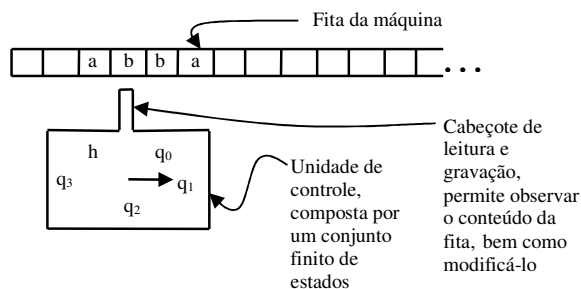 Fita da máquina
a b b a
...
h q0
q3 q1
q2
Unidade de
controle,
composta por
um conjunto
finito de
estados
Cabeçote de
leitura e
gravação,
permite observar
o conteúdo da
fita, bem como
modificá-lo